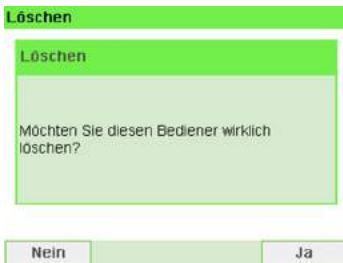 Löschen
Löschen
Möchten Sie diesen Bediener wirklich
löschen?
Nein
Ja